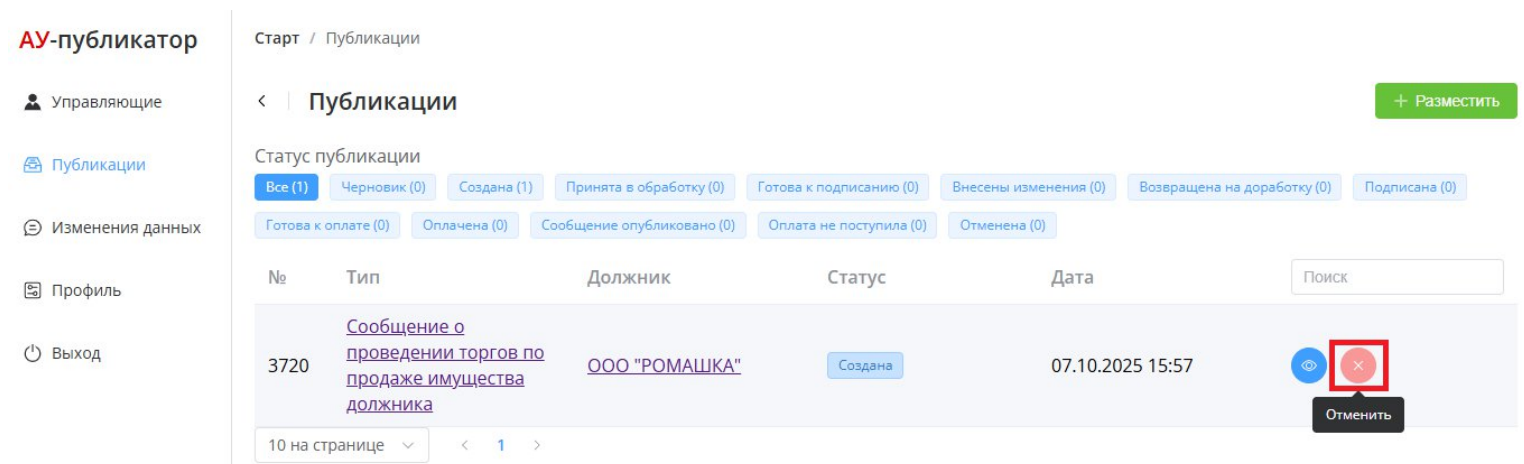 АУ-публикатор
Управляющие
Публикации
Изменения данных
Профиль
Выход
Старт / Публикации
Публикации
+ Разместить
Статус публикации
Все (1) Черновик (0) Создана (1) Принята в обработку (0) Готова к подписанию (0) Внесены изменения (0) Возвращена на доработку (0) Подписана (0)
Готова к оплате (0) Оплачена (0) Сообщение опубликовано (0) Оплата не поступила (0) Отменена (0)
№ Тип Должник Статус Дата Поиск
Сообщение о
проведении торгов по
3720 ООО "РОМАШКА" Создана 07.10.2025 15:57
продаже имущества
должника
Отменить
10 на странице < 1 >